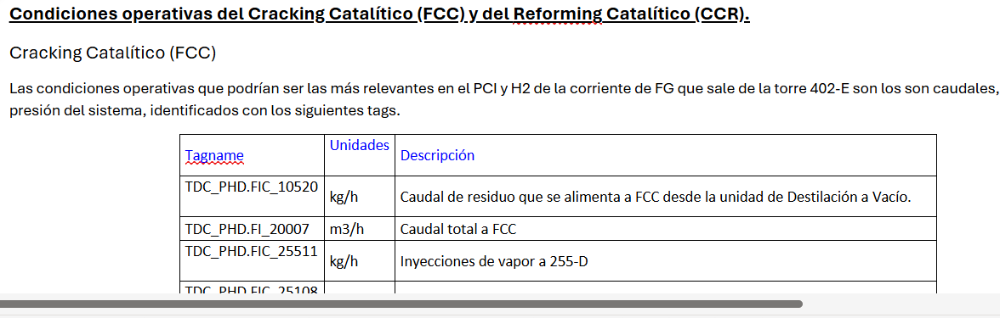 Condiciones operativas del Cracking Catalítico (FCC) y del Reforming Catalítico (CCR).
Cracking Catalítico (FCC)
Las condiciones operativas que podrían ser las más relevantes en el PCI y H2 de la corriente de FG que sale de la torre 402-E son los son caudales,
presión del sistema, identificados con los siguientes tags.
Tagname Unidades Descripción
TDC_PHD.FIC_10520 kg/h Caudal de residuo que se alimenta a FCC desde la unidad de Destilación a Vacío.
TDC_PHD.FI_20007 m3/h Caudal total a FCC
TDC_PHD.FIC_25511 kg/h Inyecciones de vapor a 255-D
TDC_PHD.FIC_25108